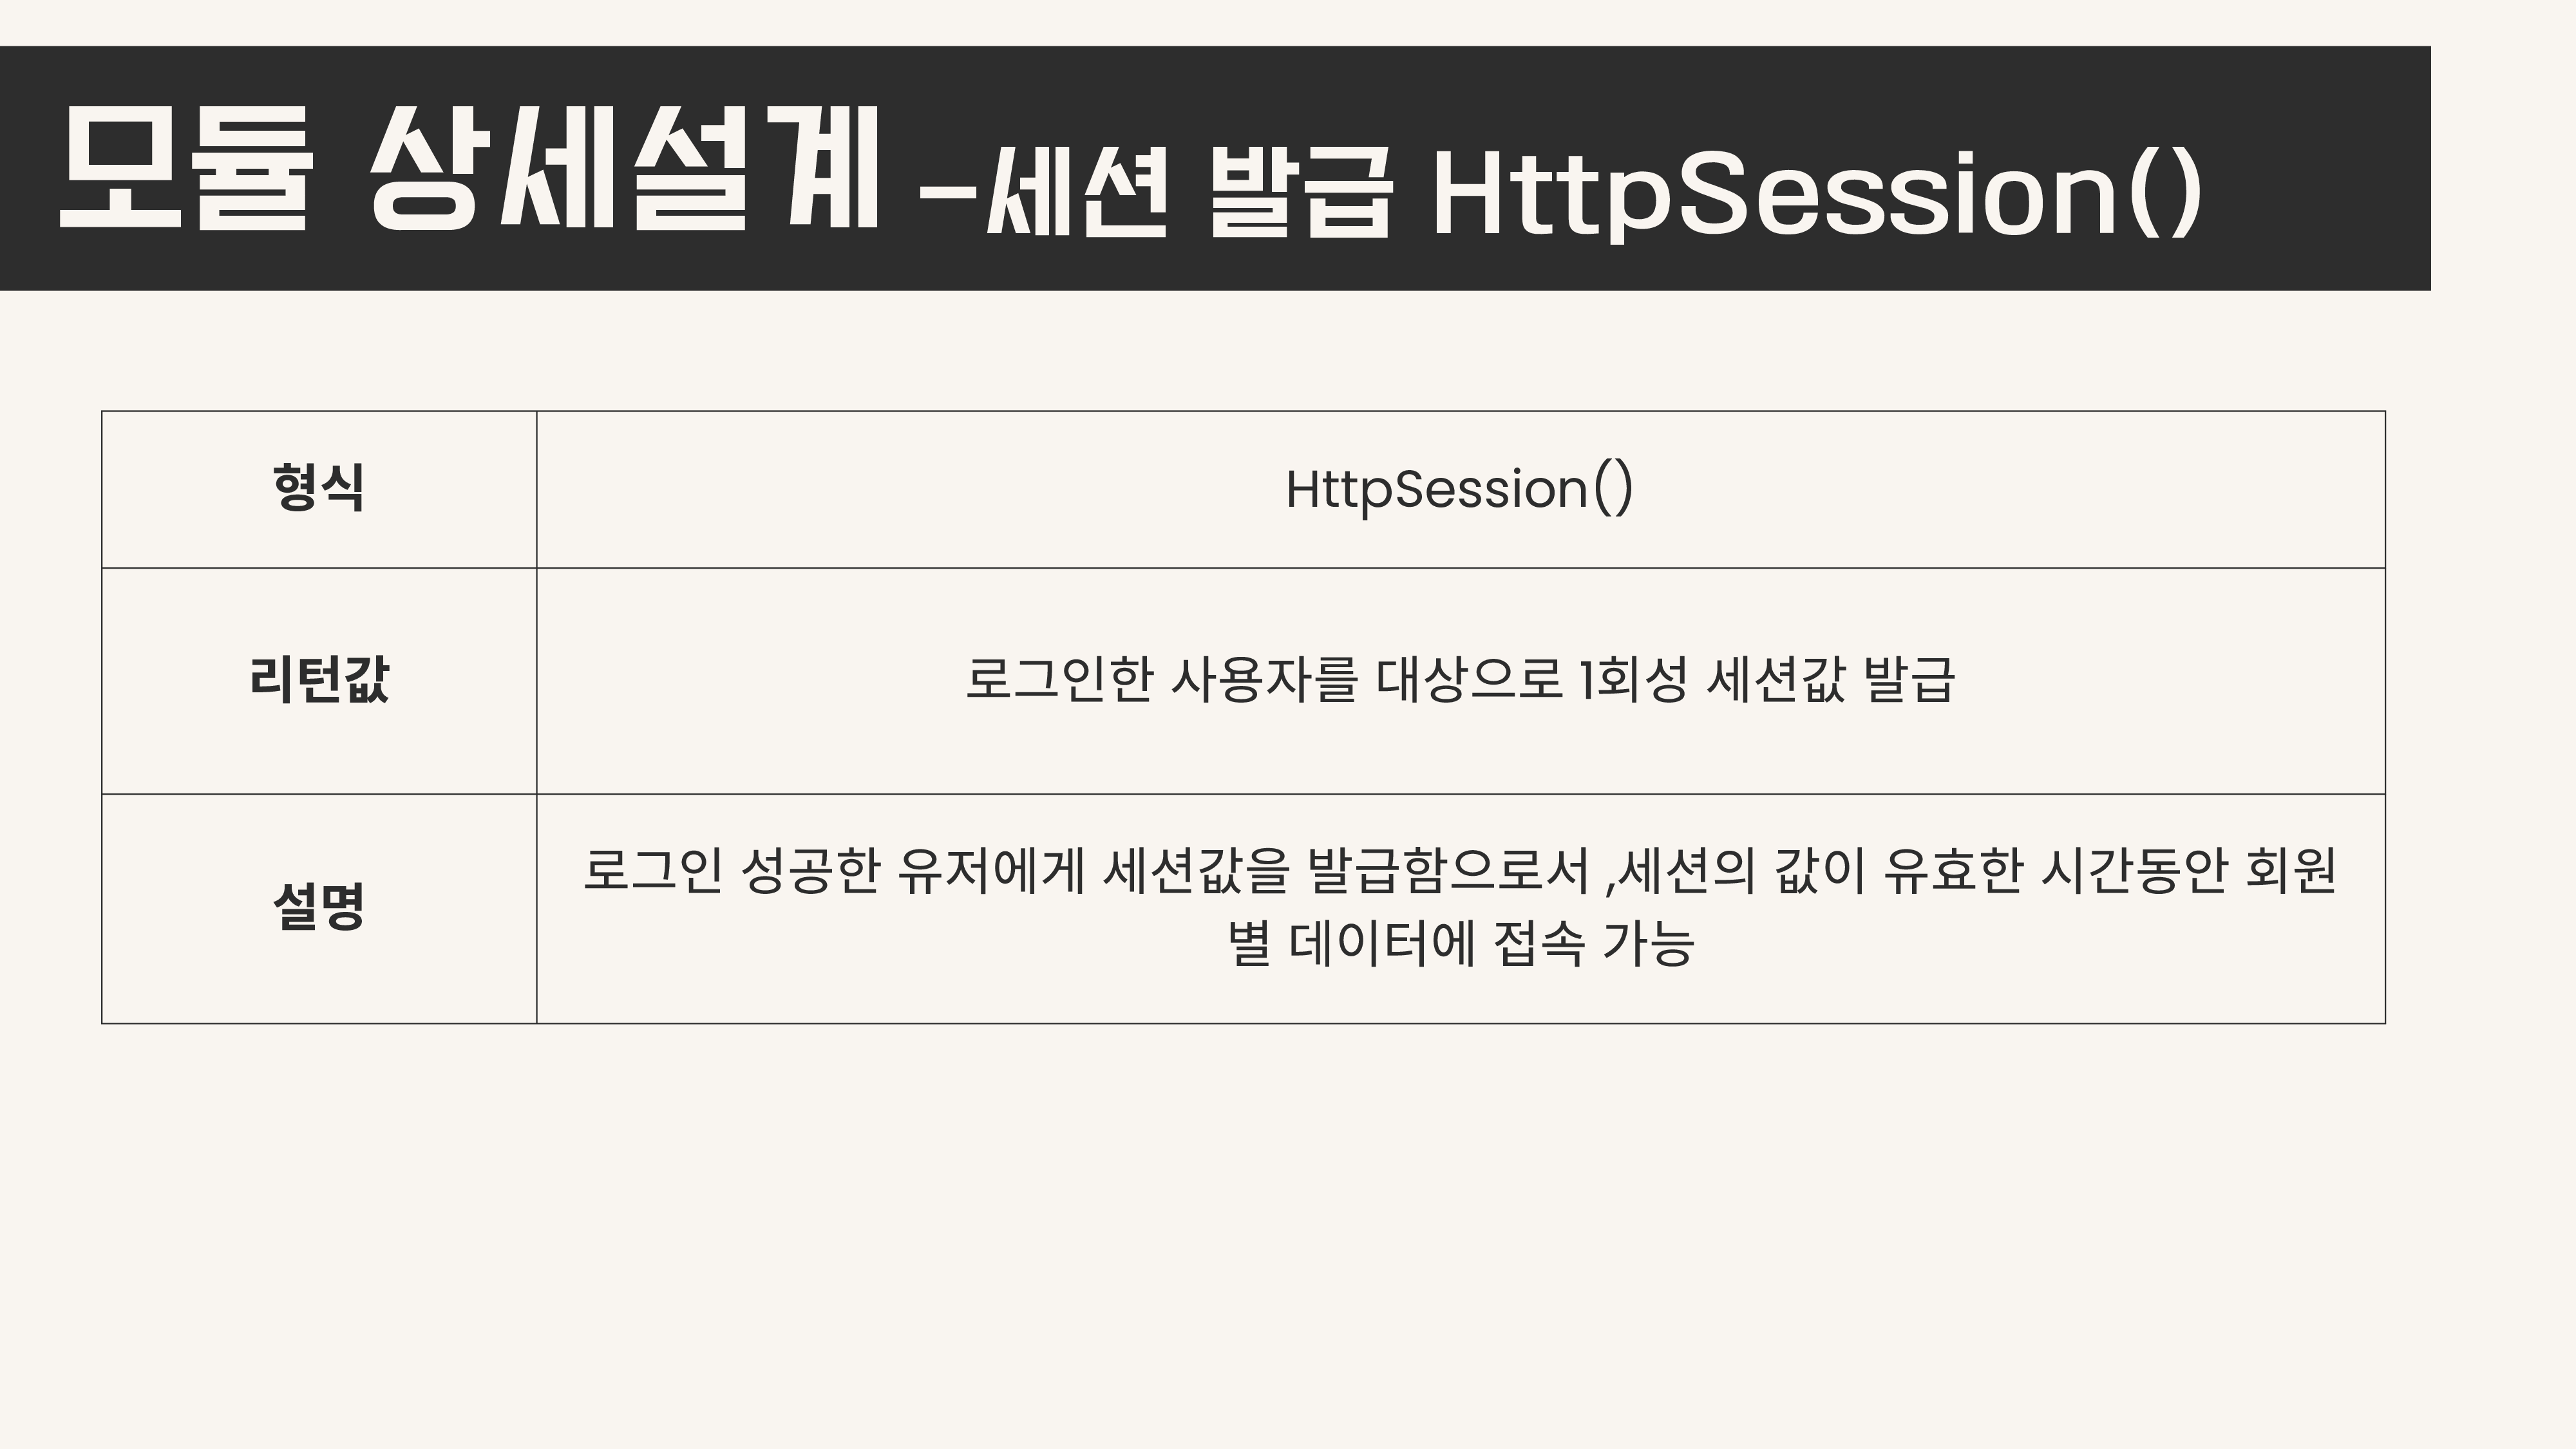 모듈 상세설계 -세션 발급 HttpSession()
형식
HttpSession()
리턴값
로그인한 사용자를 대상으로 1회성 세션값 발급
설명
로그인 성공한 유저에게 세션값을 발급함으로서 ,세션의 값이 유효한 시간동안 회원
별 데이터에 접속 가능